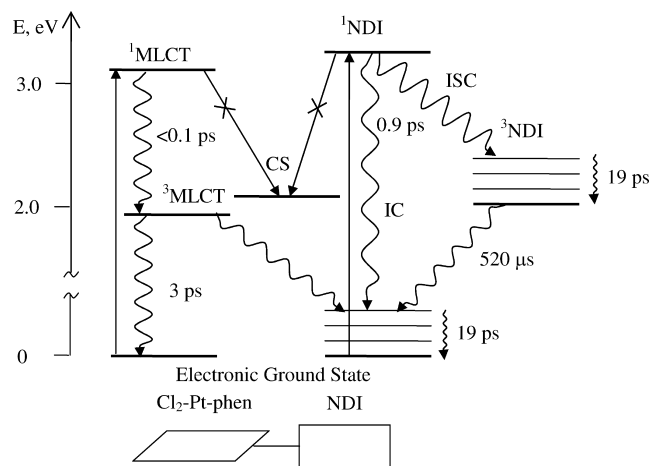 E, eV
¹MLCT
¹NDI
3.0
ISC
<0.1 ps
0.9 ps
³NDI
CS
19 ps
2.0
³MLCT
IC
520 µs
3 ps
19 ps
0
Electronic Ground State
Cl₂-Pt-phen
NDI